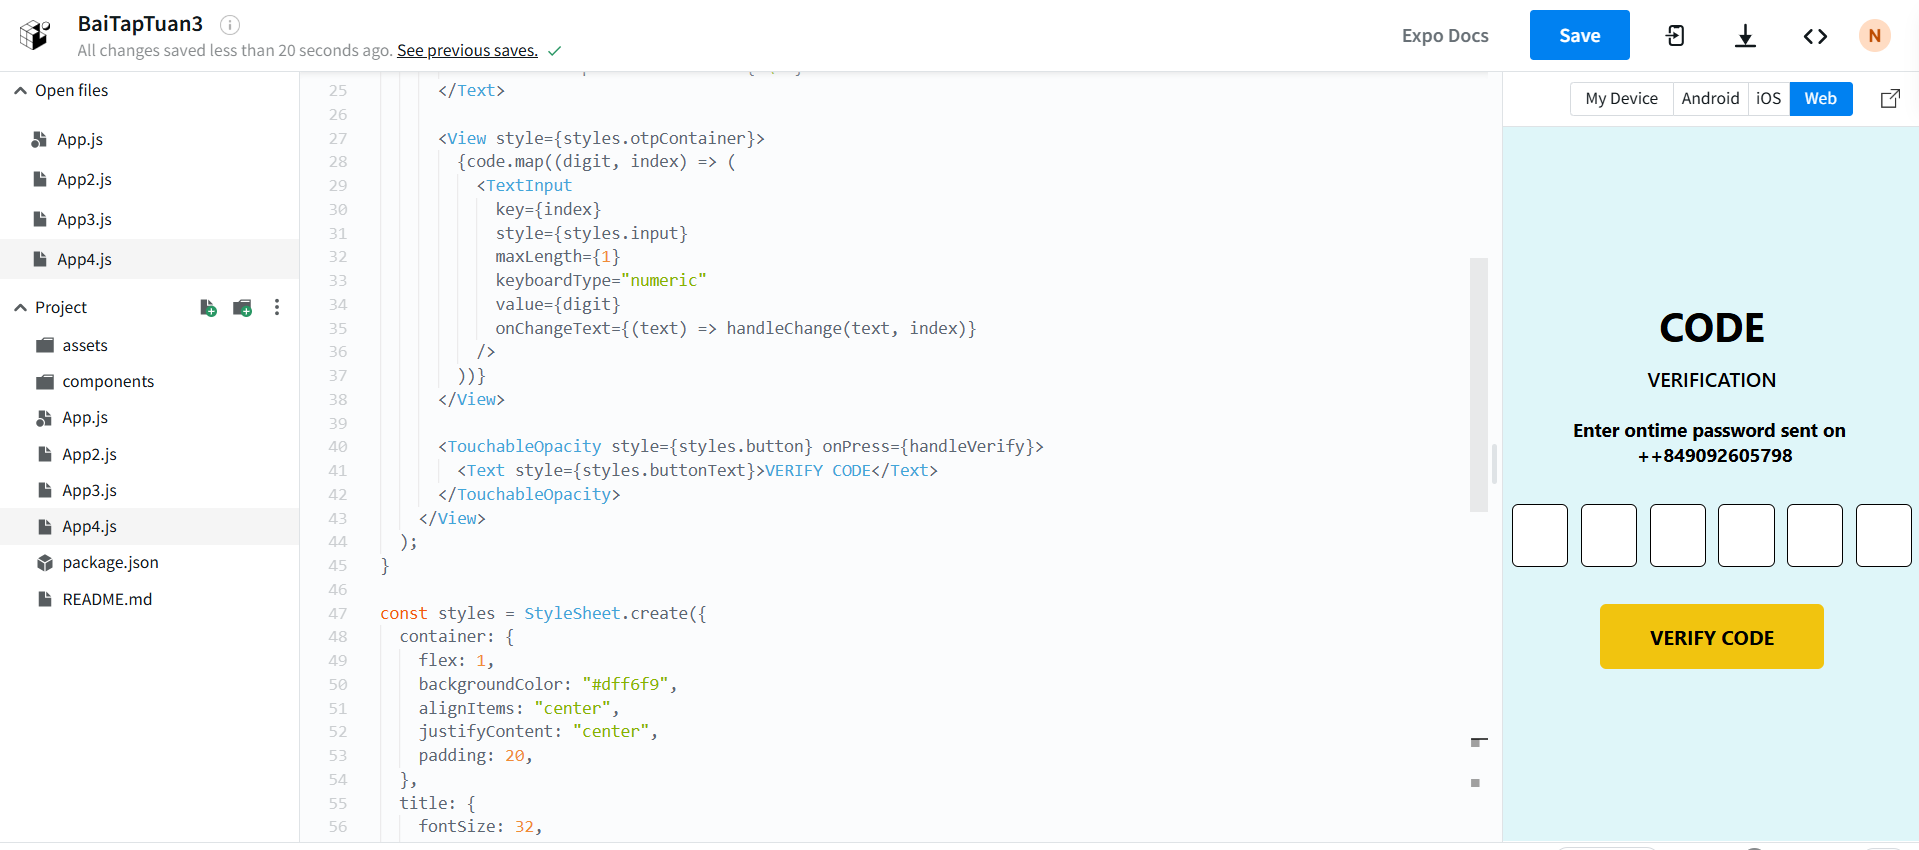 BaiTapTuan3
All changes saved less than 20 seconds ago. See previous saves.
Expo Docs
Save
N
Open files
App.js
App2.js
App3.js
App4.js
Project
assets
components
App.js
App2.js
App3.js
App4.js
package.json
README.md
25 </Text>
26
27 <View style={styles.otpContainer}>
28 {code.map((digit, index) => (
29 <TextInput
30 key={index}
31 style={styles.input}
32 maxLength={1}
33 keyboardType="numeric"
34 value={digit}
35 onChangeText={(text) => handleChange(text, index)}
36 />
37 ))}
38 </View>
39
40 <TouchableOpacity style={styles.button} onPress={handleVerify}>
41 <Text style={styles.buttonText}>VERIFY CODE</Text>
42 </TouchableOpacity>
43 </View>
44 );
45 }
46
47 const styles = StyleSheet.create({
48 container: {
49 flex: 1,
50 backgroundColor: "#dff6f9",
51 alignItems: "center",
52 justifyContent: "center",
53 padding: 20,
54 },
55 title: {
56 fontSize: 32,
My Device
Android
iOS
Web
CODE
VERIFICATION
Enter ontime password sent on
++849092605798
VERIFY CODE